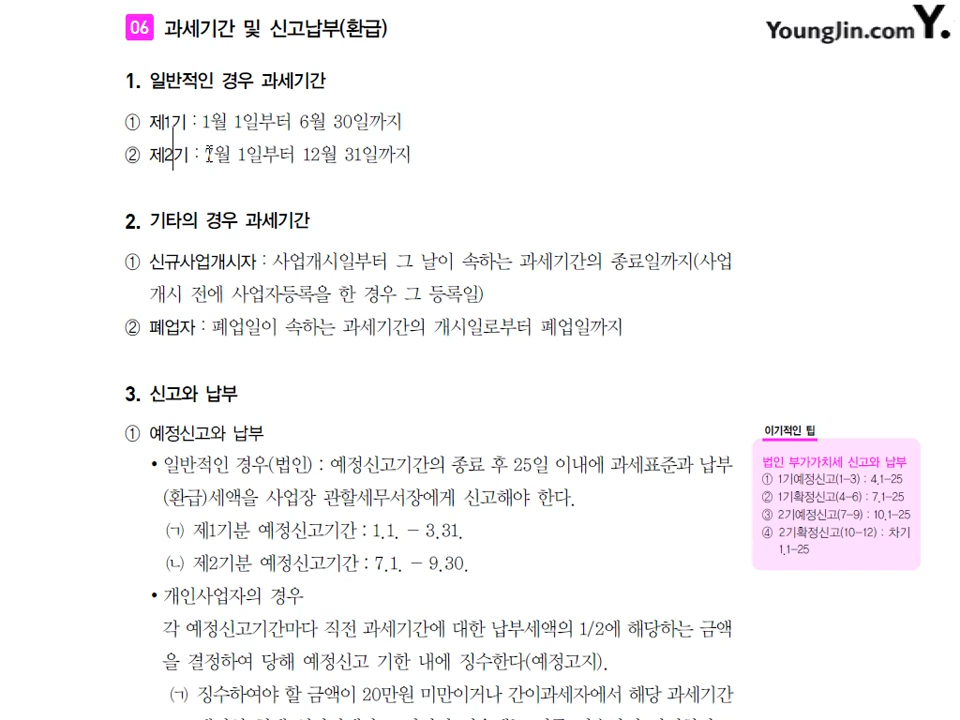 06 과세기간 및 신고납부(환급)
YoungJin.com Y.
1. 일반적인 경우 과세기간
① 제1기 : 1월 1일부터 6월 30일까지
② 제2기 : 7월 1일부터 12월 31일까지
2. 기타의 경우 과세기간
① 신규사업개시자 : 사업개시일부터 그 날이 속하는 과세기간의 종료일까지(사업
개시 전에 사업자등록을 한 경우 그 등록일)
② 폐업자 : 폐업일이 속하는 과세기간의 개시일로부터 폐업일까지
3. 신고와 납부
① 예정신고와 납부
• 일반적인 경우(법인) : 예정신고기간의 종료 후 25일 이내에 과세표준과 납부
(환급)세액을 사업장 관할세무서장에게 신고해야 한다.
㈀ 제1기분 예정신고기간 : 1.1. - 3.31.
㈁ 제2기분 예정신고기간 : 7.1. - 9.30.
• 개인사업자의 경우
각 예정신고기간마다 직전 과세기간에 대한 납부세액의 1/2에 해당하는 금액
을 결정하여 당해 예정신고 기한 내에 징수한다(예정고지).
㈀ 징수하여야 할 금액이 20만원 미만이거나 간이과세자에서 해당 과세기간
이기적인 팁
법인 부가가치세 신고와 납부
① 1기예정신고(1-3) : 4.1-25
② 1기확정신고(4-6) : 7.1-25
③ 2기예정신고(7-9) : 10.1-25
④ 2기확정신고(10-12) : 차기
1.1-25